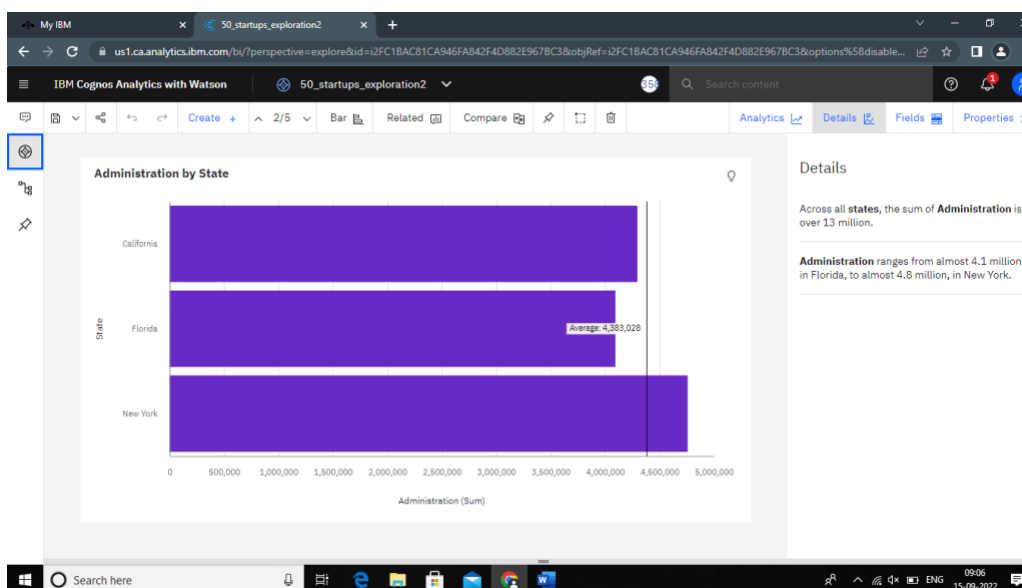 My IBM
50_startups_exploration2
us1.ca.analytics.ibm.com/bi/?perspective=explore&id=i2FC1BAC81CA946FA842F4D882E967BC3&objRef=i2FC1BAC81CA946FA842F4D882E967BC3&options%5Bdisable...
IBM Cognos Analytics with Watson
50_startups_exploration2
Search content
1
Create +
2/5
Bar
Related
Compare
Analytics
Details
Fields
Properties
Administration by State
California
Florida
New York
State
Average: 4,383,028
0 500,000 1,000,000 1,500,000 2,000,000 2,500,000 3,000,000 3,500,000 4,000,000 4,500,000 5,000,000
Administration (Sum)
Details
Across all states, the sum of Administration is
over 13 million.
Administration ranges from almost 4.1 million
in Florida, to almost 4.8 million, in New York.
Search here
ENG
09:06
15-09-2022